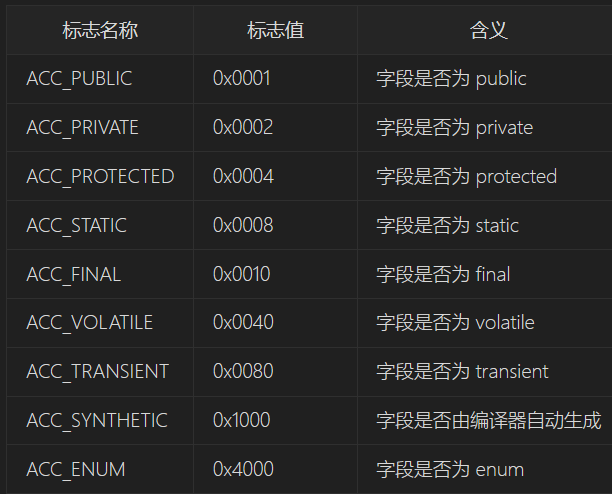 标志名称 标志值 含义
ACC_PUBLIC 0x0001 字段是否为 public
ACC_PRIVATE 0x0002 字段是否为 private
ACC_PROTECTED 0x0004 字段是否为 protected
ACC_STATIC 0x0008 字段是否为 static
ACC_FINAL 0x0010 字段是否为 final
ACC_VOLATILE 0x0040 字段是否为 volatile
ACC_TRANSIENT 0x0080 字段是否为 transient
ACC_SYNTHETIC 0x1000 字段是否由编译器自动生成
ACC_ENUM 0x4000 字段是否为 enum